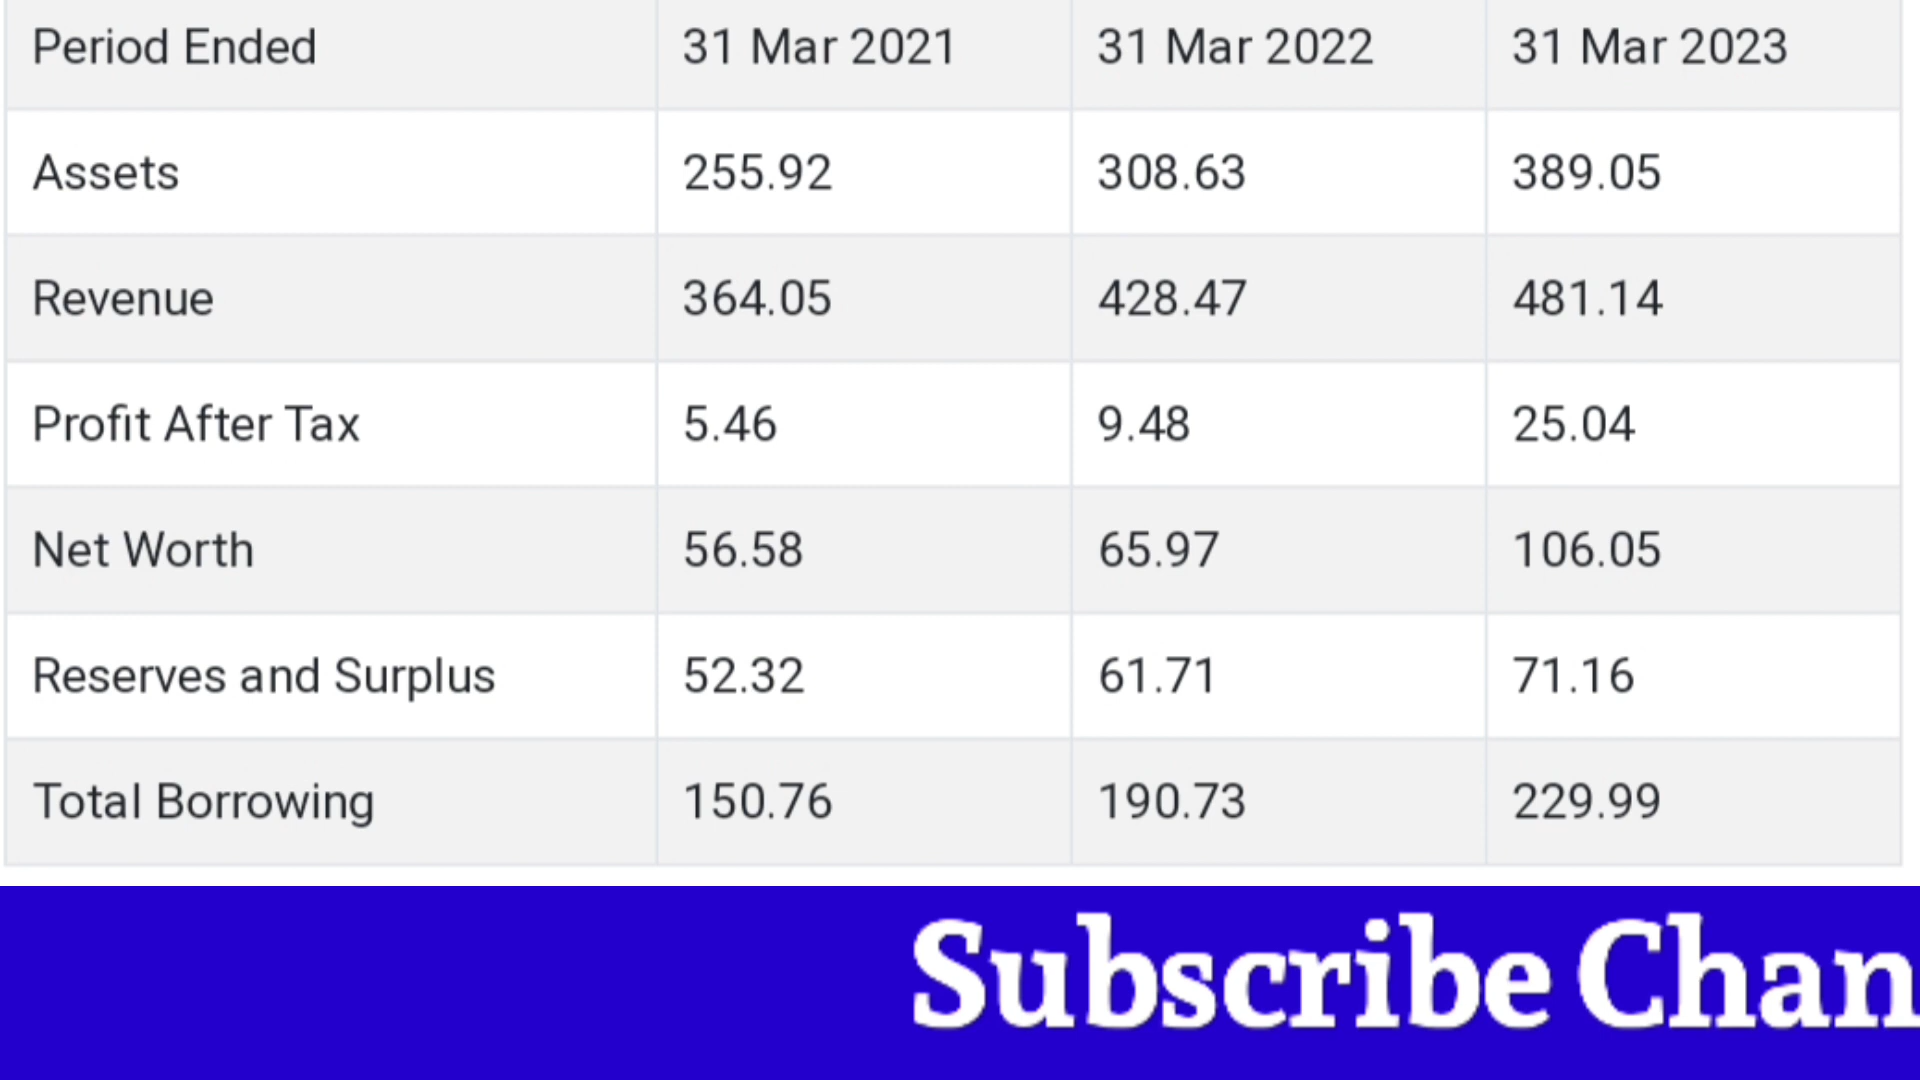 Period Ended 31 Mar 2021 31 Mar 2022 31 Mar 2023
Assets 255.92 308.63 389.05
Revenue 364.05 428.47 481.14
Profit After Tax 5.46 9.48 25.04
Net Worth 56.58 65.97 106.05
Reserves and Surplus 52.32 61.71 71.16
Total Borrowing 150.76 190.73 229.99
Subscribe Chan